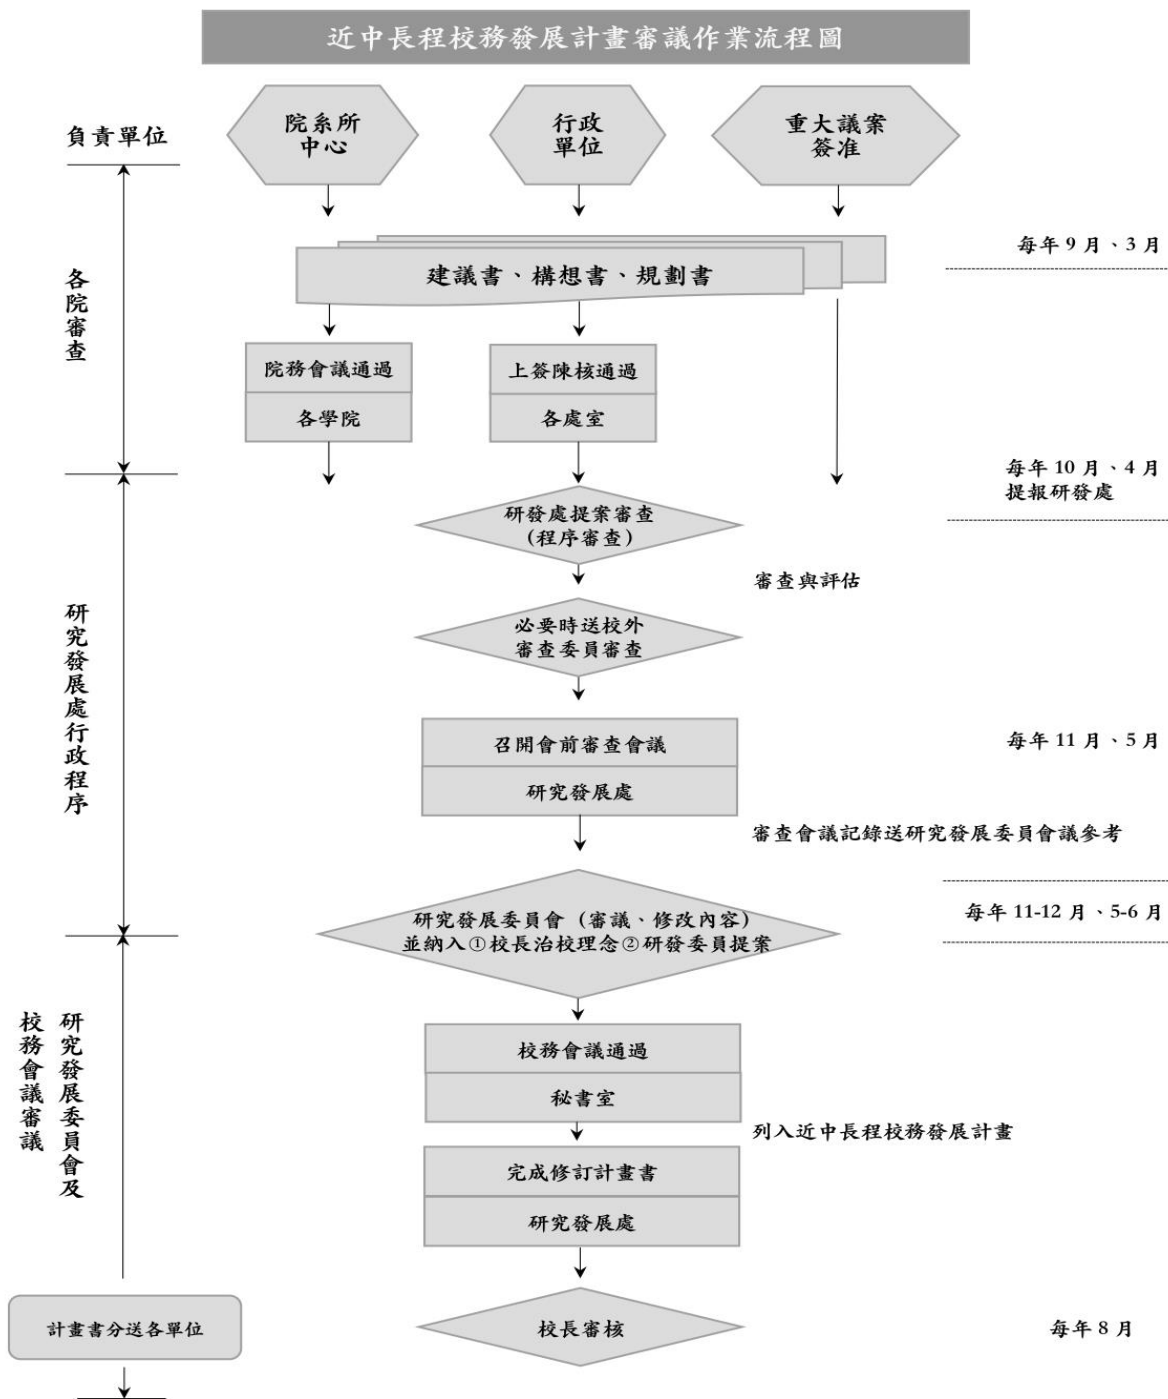 近中長程校務發展計畫審議作業流程圖
負責單位
院系所
中心
行政
單位
重大議案
簽准
每年 9 月、3 月
建議書、構想書、規劃書
各院審查
院務會議通過
各學院
上簽陳核通過
各處室
每年 10 月、4 月
提報研發處
研發處提案審查
(程序審查)
審查與評估
研究發展處行政程序
必要時送校外
審查委員審查
召開會前審查會議
研究發展處
每年 11 月、5 月
審查會議記錄送研究發展委員會議參考
研究發展委員會 (審議、修改內容)
並納入①校長治校理念②研發委員提案
每年 11-12 月、5-6 月
研究發展委員會及
校務會議審議
校務會議通過
秘書室
列入近中長程校務發展計畫
完成修訂計畫書
研究發展處
計畫書分送各單位
校長審核
每年 8 月